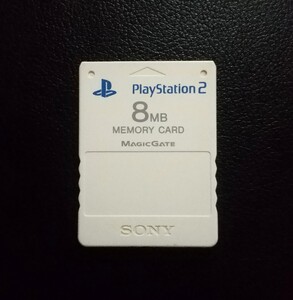 PlayStation 2
8MB
MEMORY CARD
MAGICGATE
SONY